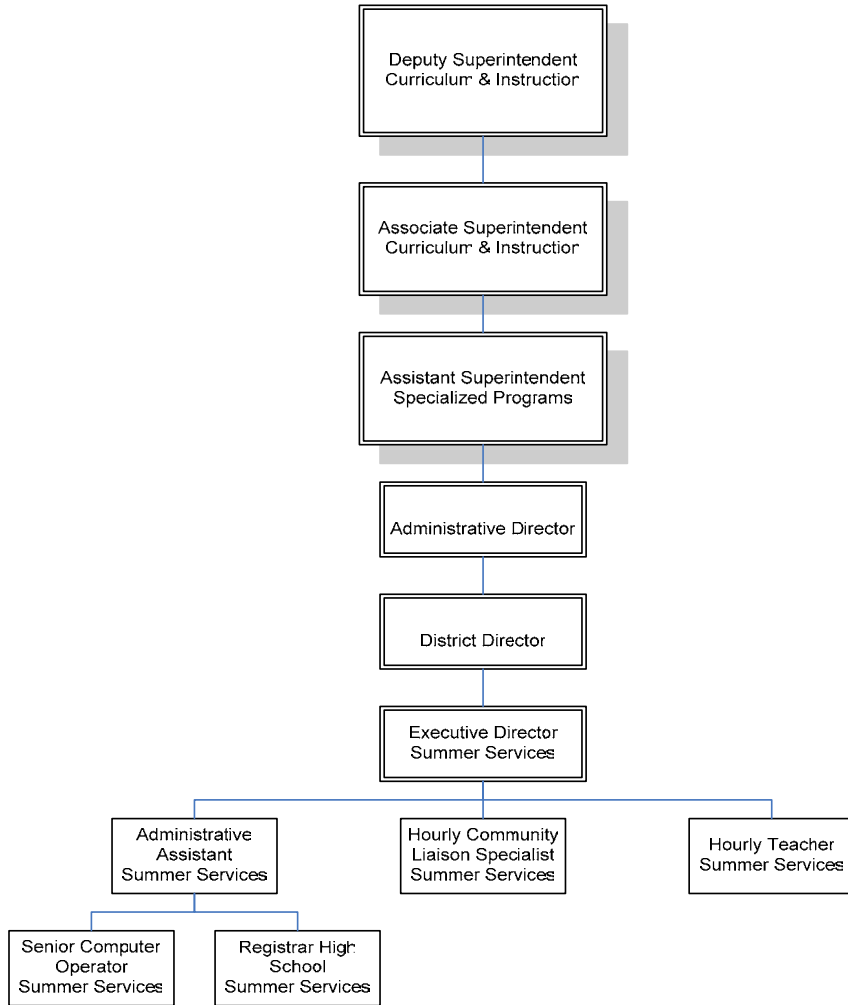 Deputy Superintendent
Curriculum & Instruction
Associate Superintendent
Curriculum & Instruction
Assistant Superintendent
Specialized Programs
Administrative Director
District Director
Executive Director
Summer Services
Administrative
Assistant
Summer Services
Hourly Community
Liaison Specialist
Summer Services
Hourly Teacher
Summer Services
Senior Computer
Operator
Summer Services
Registrar High
School
Summer Services